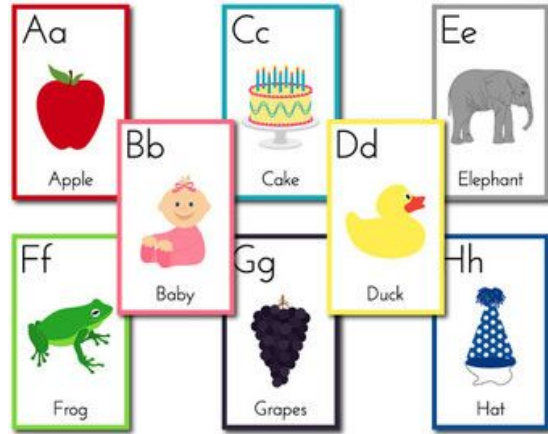 Aa
Apple
Bb
Baby
Cc
Cake
Dd
Duck
Ee
Elephant
Ff
Frog
Gg
Grapes
Hh
Hat